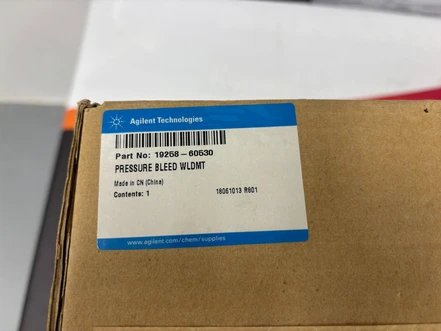 Agilent Technologies
Part No: 19258-60530
PRESSURE BLEED WLDMT
Made in CN (China)
Contents: 1
18061013 R801
www.agilent.com/chem/supplies